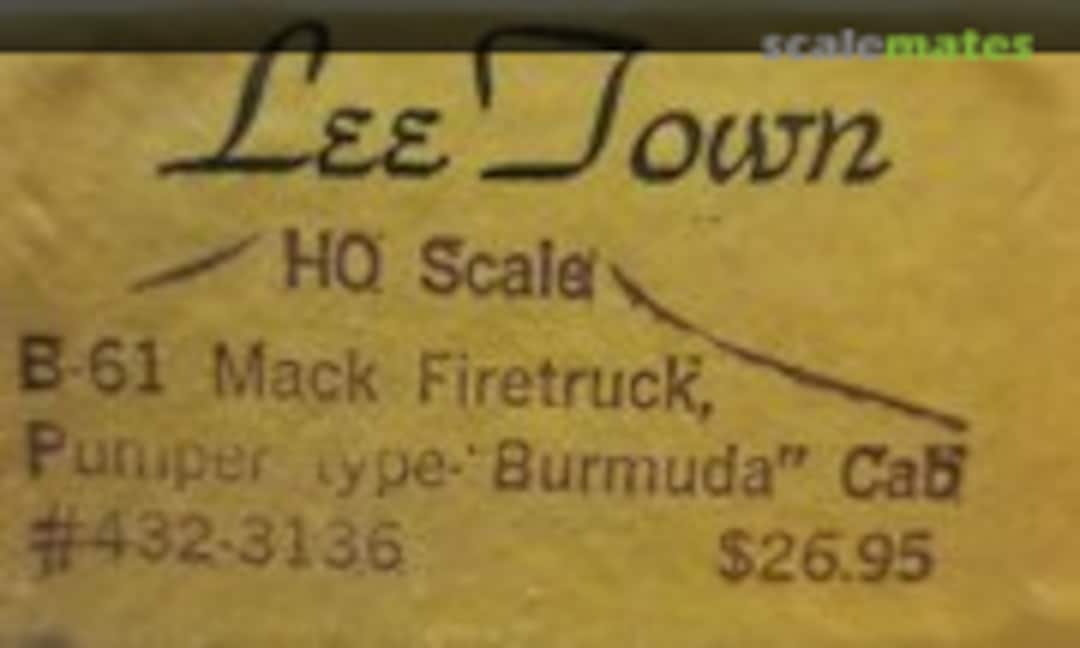 scalemates
Lee Town
HO Scale
B-61 Mack Firetruck,
Pumper type-"Burmuda" Cab
#432-3136 $26.95